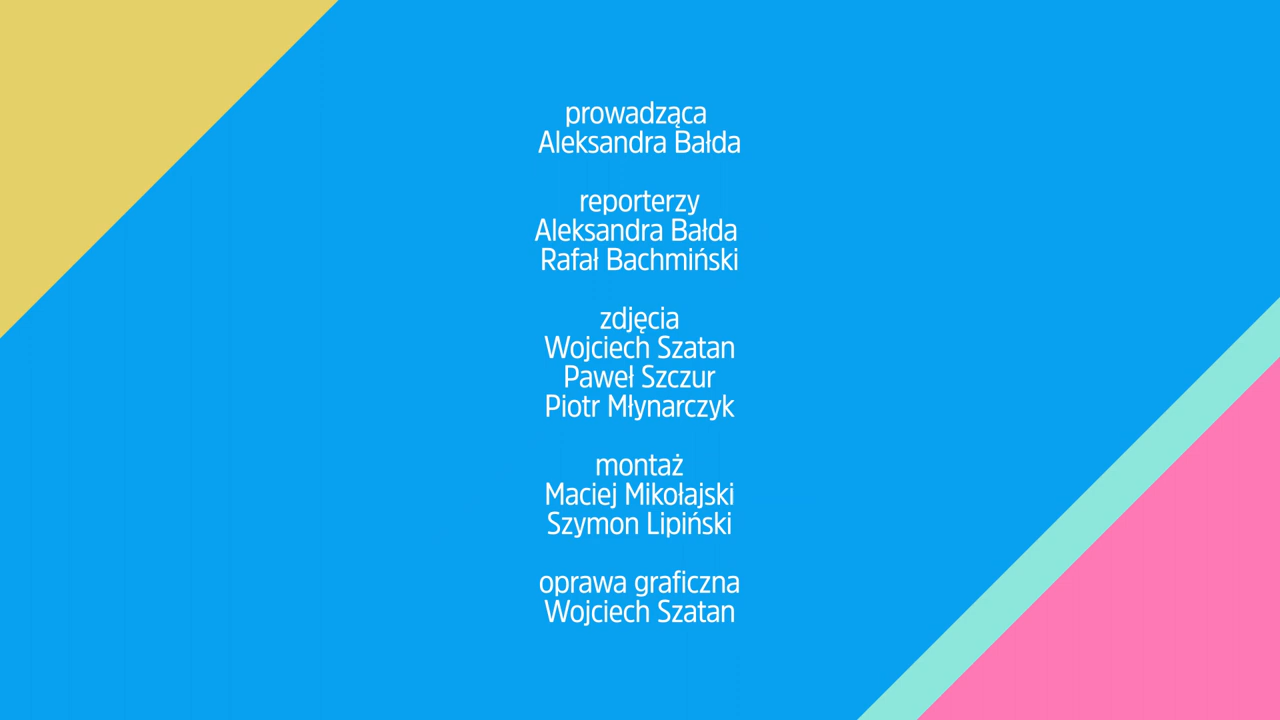 prowadząca
Aleksandra Bałda
reporterzy
Aleksandra Bałda
Rafał Bachmiński
zdjęcia
Wojciech Szatan
Paweł Szczur
Piotr Młynarczyk
montaż
Maciej Mikołajski
Szymon Lipiński
oprawa graficzna
Wojciech Szatan